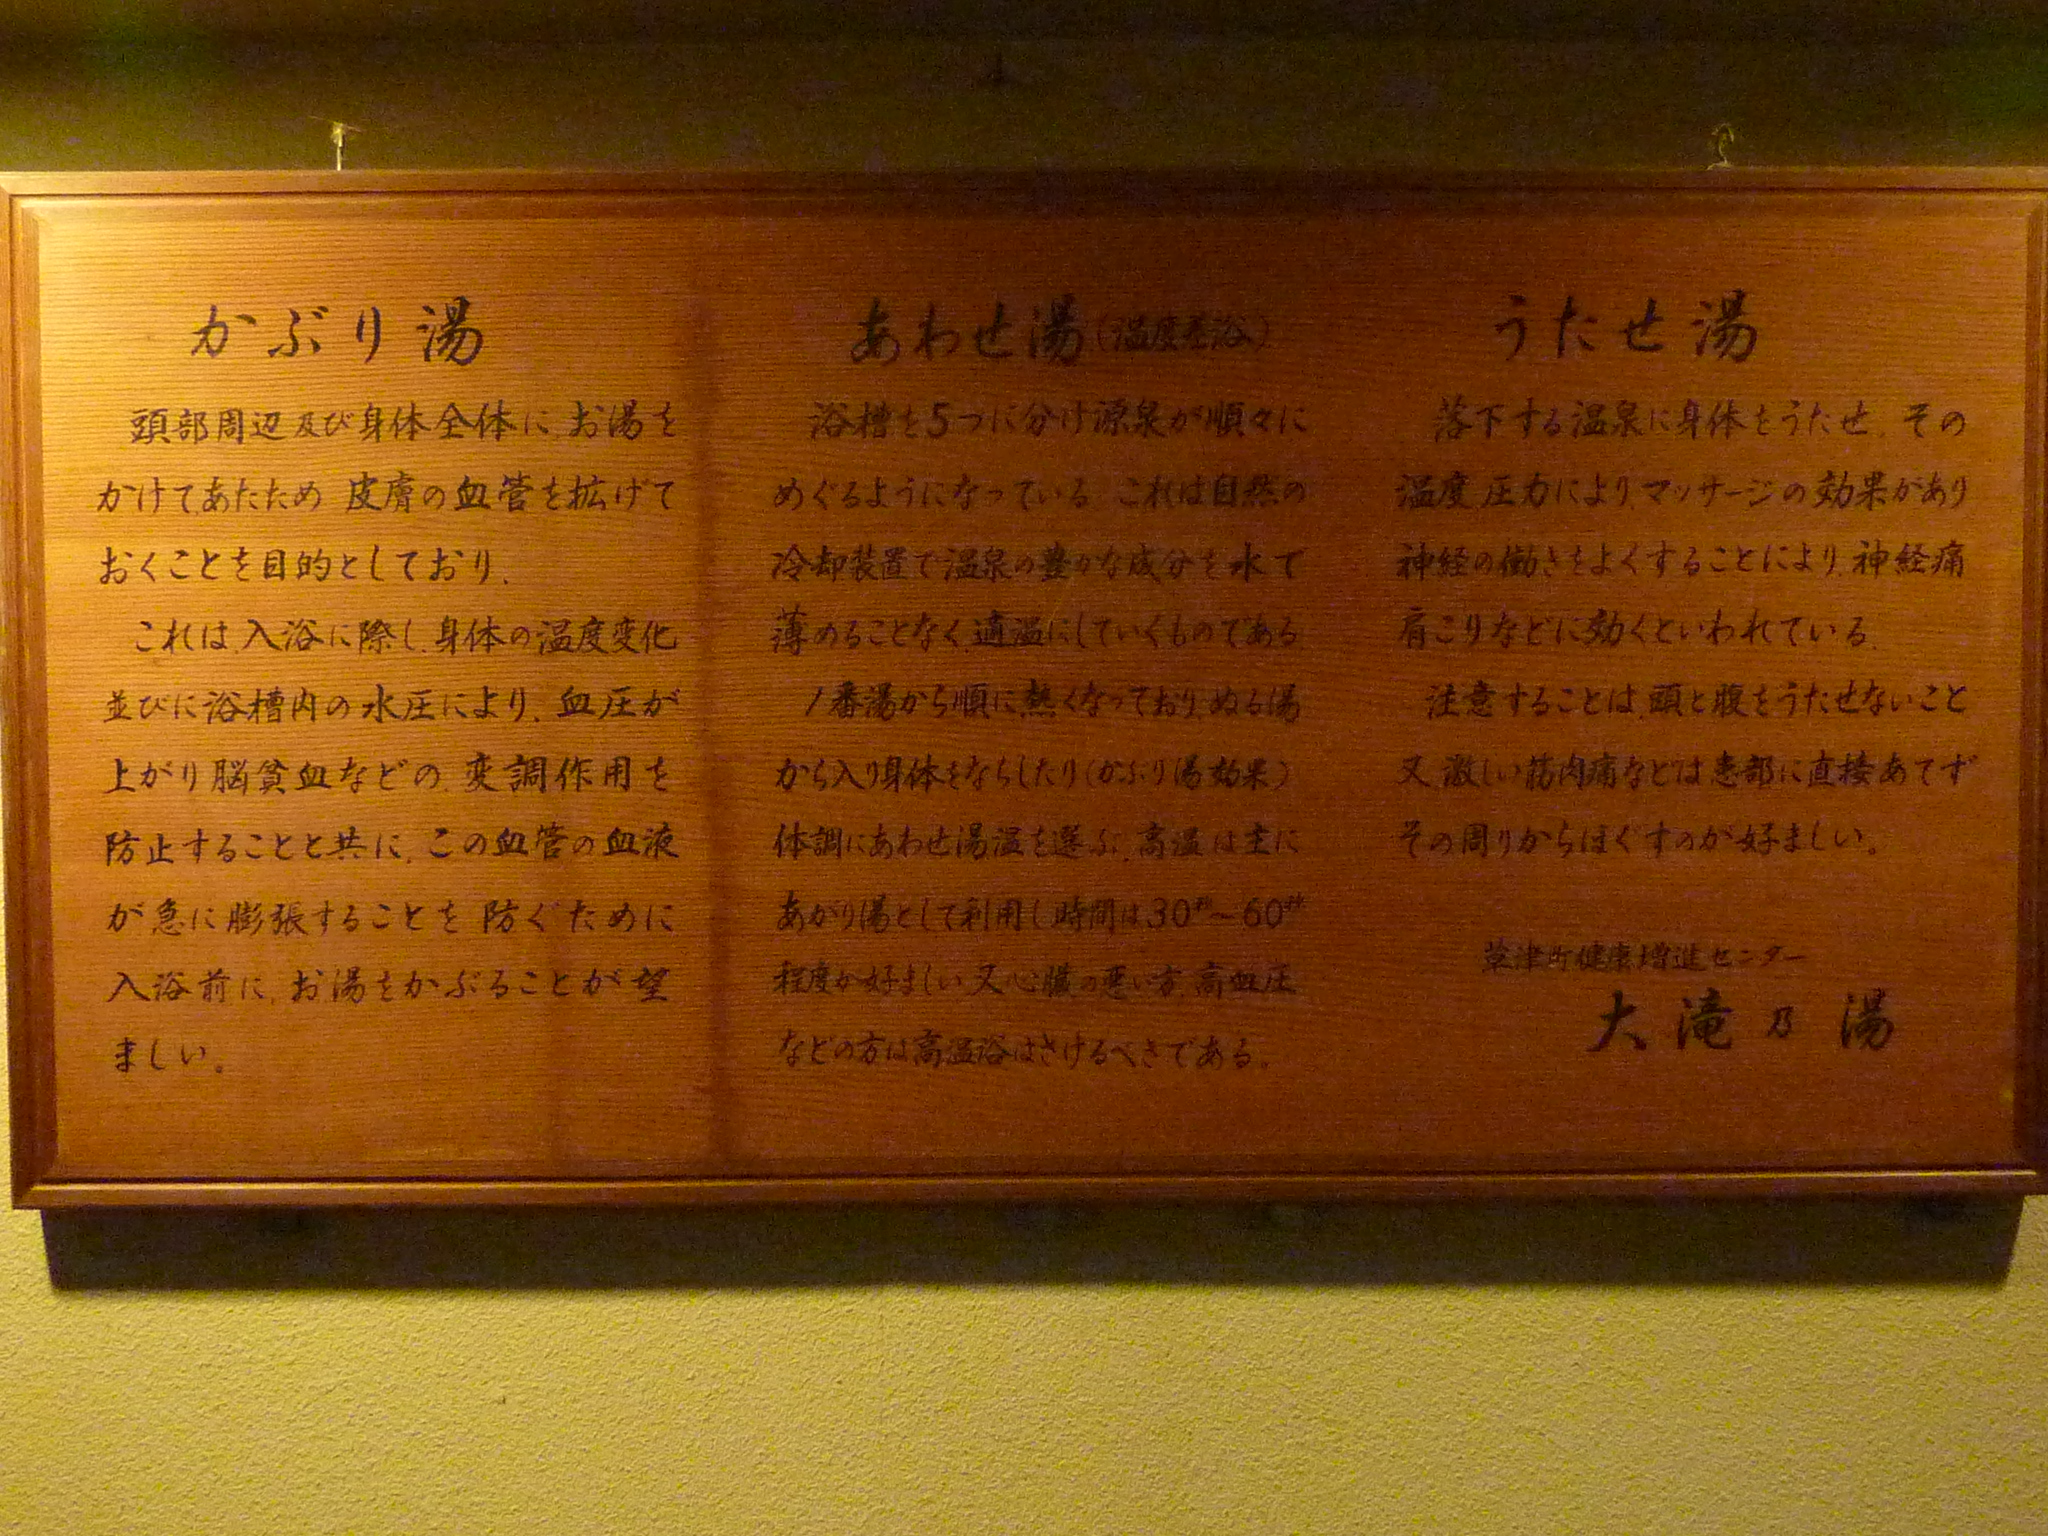 かぶり湯
頭部周辺及び身体全体に、お湯を
かけてあたため 皮膚の血管を拡げて
おくことを目的としており、
これは、入浴に際し、身体の温度変化
並びに浴槽内の水圧により、血圧が
上がり脳貧血などの、変調作用を
防止することと共に、この血管の血液
が急に膨張することを 防ぐために
入浴前に、お湯をかぶることが望
ましい。
あわせ湯（温度差浴）
浴槽を5つに分け源泉が順々に
めぐるようになっている これは自然の
冷却装置で温泉の豊かな成分を水で
薄めることなく、適温にしていくものである
1番湯から順に、熱くなっており、ぬる湯
から入り身体をならしたり（かぶり湯効果）
体調にあわせ湯温を選ぶ、高温は主に
あがり湯として利用し時間は30秒〜60秒
程度が好ましい 又心臓の悪い方、高血圧
などの方は高温浴はさけるべきである。
うたせ湯
落下する温泉に身体をうたせ、その
温度、圧力により、マッサージの効果があり
神経の働きをよくすることにより、神経痛
肩こりなどに効くといわれている、
注意することは、頭と腹をうたせないこと
又、激しい筋肉痛などは患部に直接あてず
その周りからほぐすのが好ましい。
草津町健康増進センター
大滝乃湯